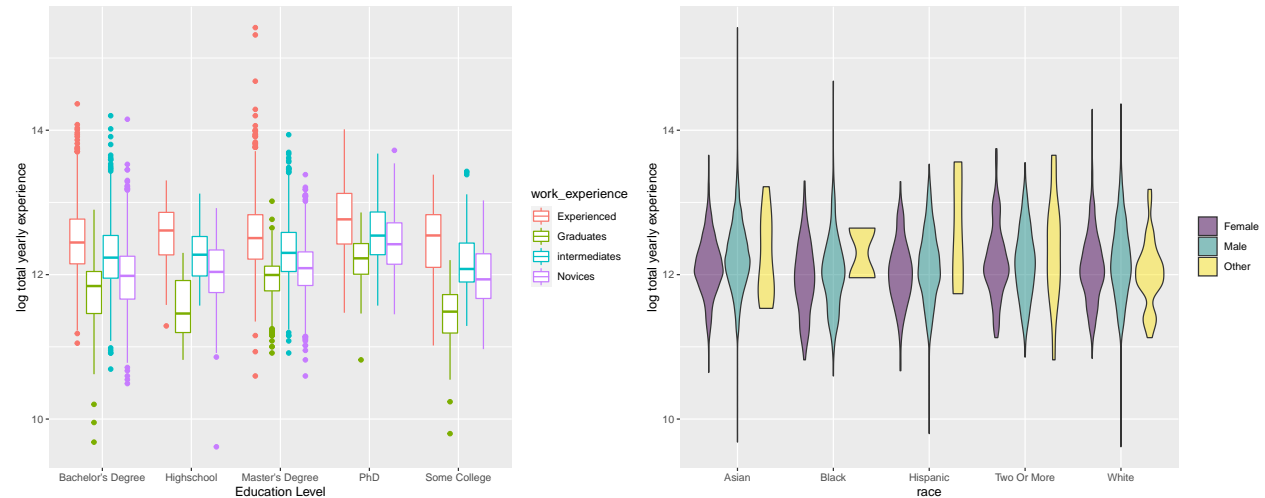 log total yearly experience
14
12
10
Bachelor's Degree Highschool Master's Degree PhD Some College
Education Level
work_experience
Experienced
Graduates
intermediates
Novices
log total yearly experience
14
12
10
Asian Black Hispanic Two Or More White
race
Female
Male
Other